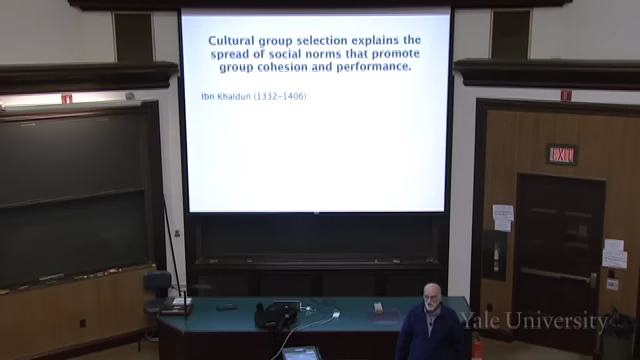 Cultural group selection explains the
spread of social norms that promote
group cohesion and performance.
Ibn Khaldun (1332–1406)
EXIT
Yale University